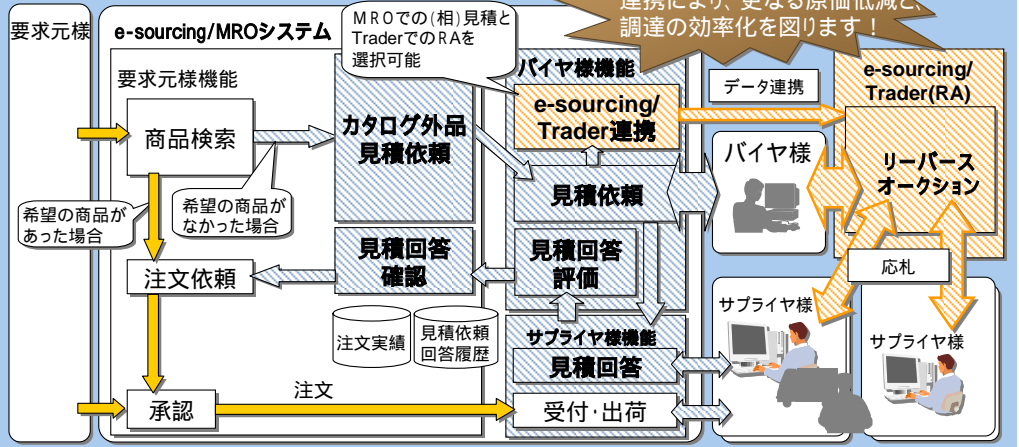 連携により、更なる原価低減と、
調達の効率化を図ります！
要求元様
e-sourcing/MROシステム
MROでの(相)見積と
TraderでのRAを
選択可能
要求元様機能
バイヤ様機能
データ連携
e-sourcing/
Trader(RA)
商品検索
カタログ外品
見積依頼
e-sourcing/
Trader連携
バイヤ様
リーバース
オークション
見積依頼
希望の商品が
あった場合
希望の商品が
なかった場合
注文依頼
見積回答
確認
見積回答
評価
応札
サプライヤ様
サプライヤ様
注文実績
見積依頼
回答履歴
サプライヤ様機能
見積回答
注文
承認
受付・出荷